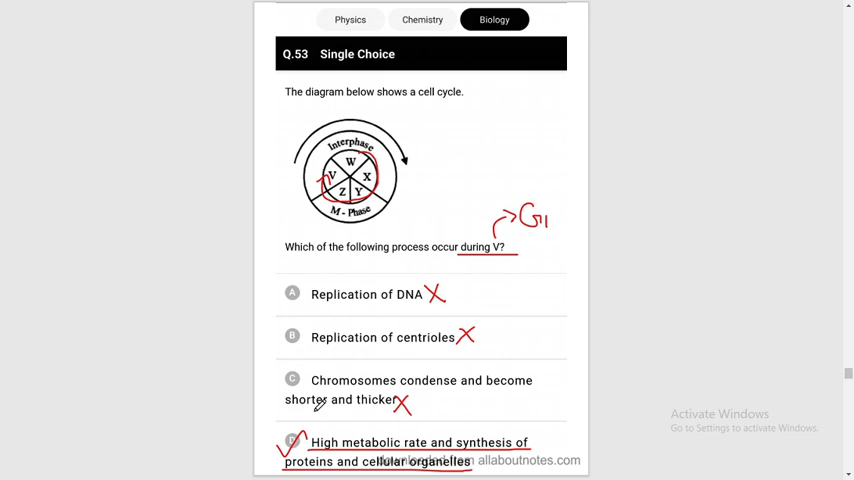 Physics Chemistry Biology
Q.53 Single Choice
The diagram below shows a cell cycle.
Interphase
W
V X
Z Y
M - Phase
G1
Which of the following process occur during V?
A Replication of DNA
B Replication of centrioles
C Chromosomes condense and become
shorter and thicker
D High metabolic rate and synthesis of
proteins and cellular organelles
downloaded from allaboutnotes.com
Activate Windows
Go to Settings to activate Windows.